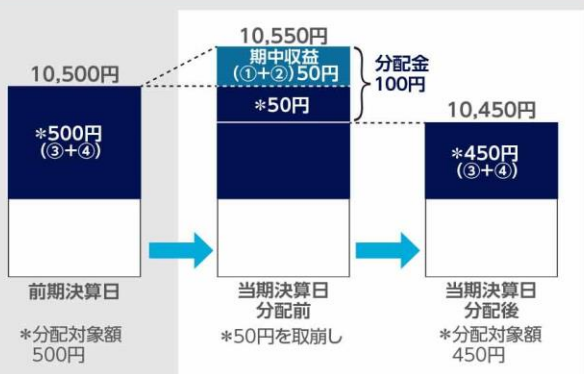 10,500円
*500円
(③+④)
前期決算日
*分配対象額
500円
10,550円
期中収益
(①+②)50円
*50円
分配金
100円
当期決算日
分配前
*50円を取崩し
10,450円
*450円
(③+④)
当期決算日
分配後
*分配対象額
450円